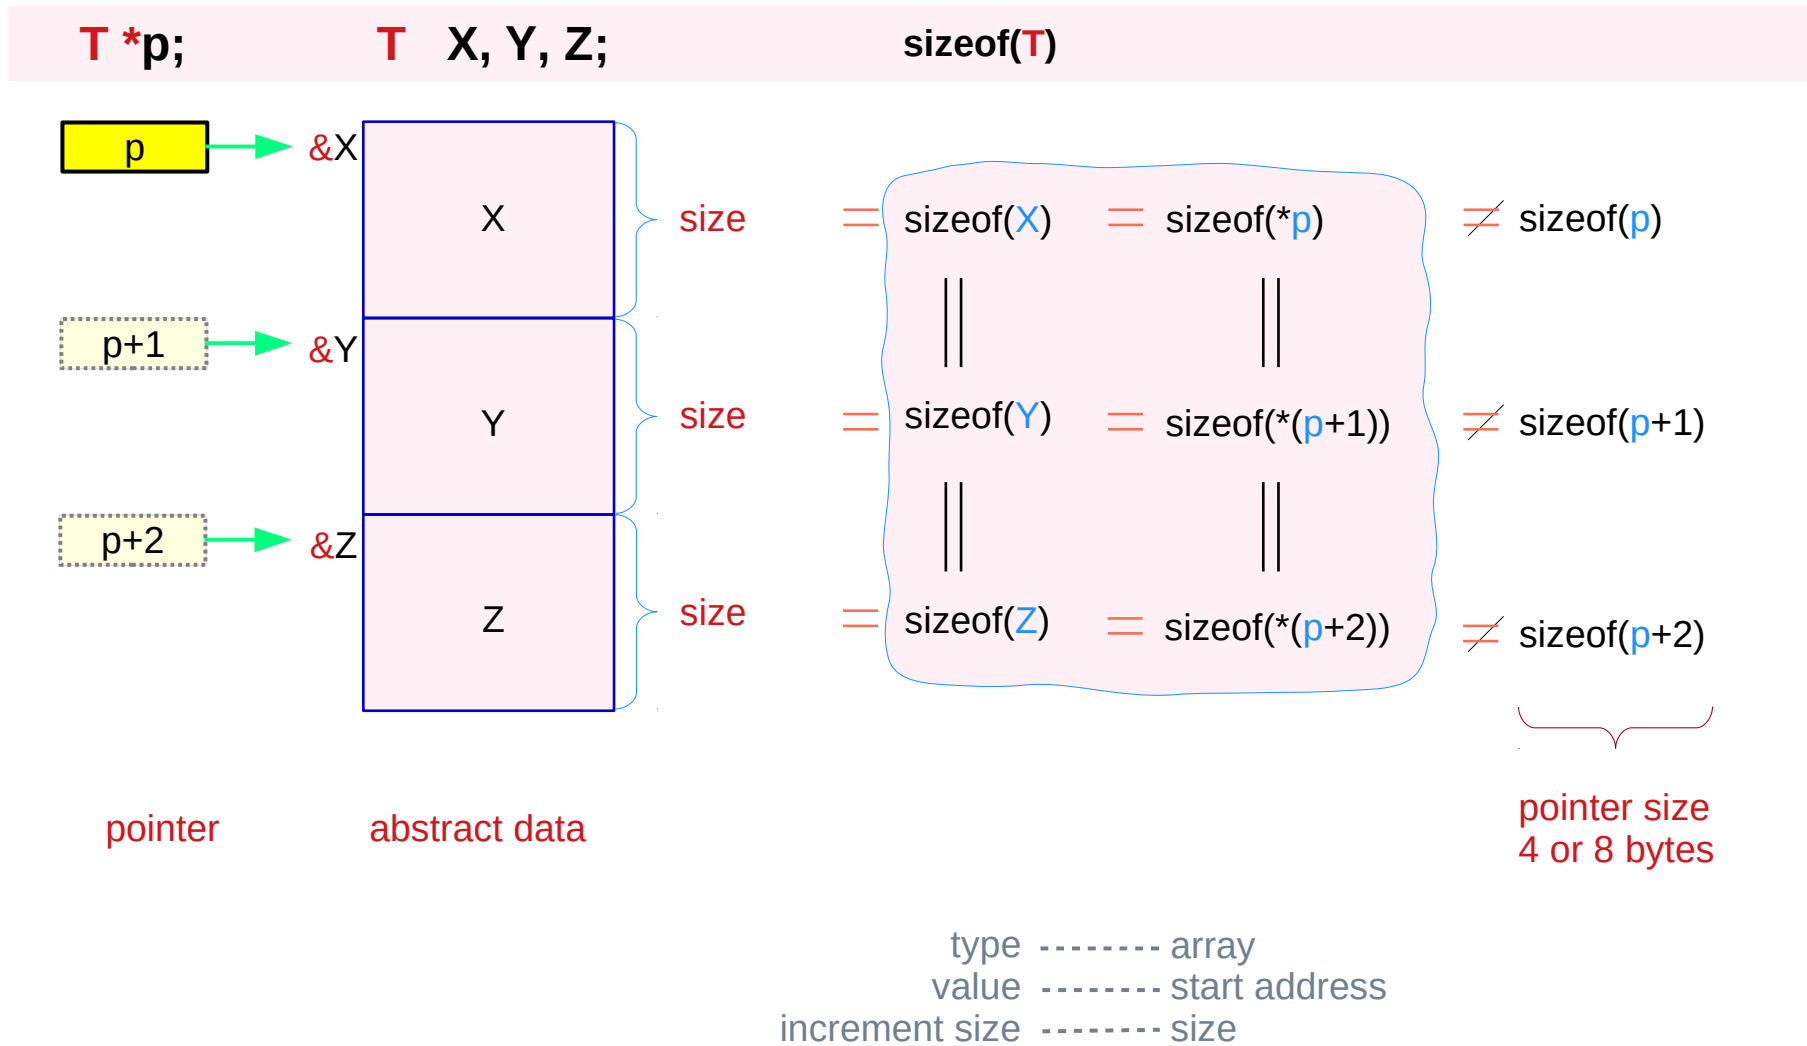 T *p; T X, Y, Z; sizeof(T)
p &X
X size = sizeof(X) = sizeof(*p) ≠ sizeof(p)
||  ||
p+1 &Y
Y size = sizeof(Y) = sizeof(*(p+1)) ≠ sizeof(p+1)
||  ||
p+2 &Z
Z size = sizeof(Z) = sizeof(*(p+2)) ≠ sizeof(p+2)
pointer abstract data pointer size
4 or 8 bytes
type -------- array
value -------- start address
increment size -------- size